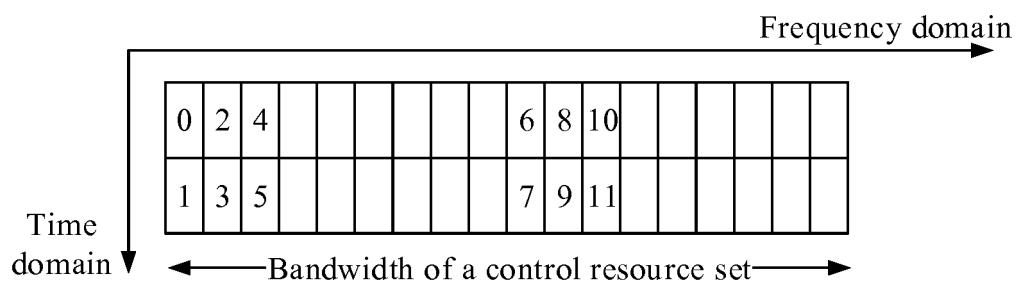 Frequency domain
0 2 4 6 8 10
1 3 5 7 9 11
Time
domain
Bandwidth of a control resource set